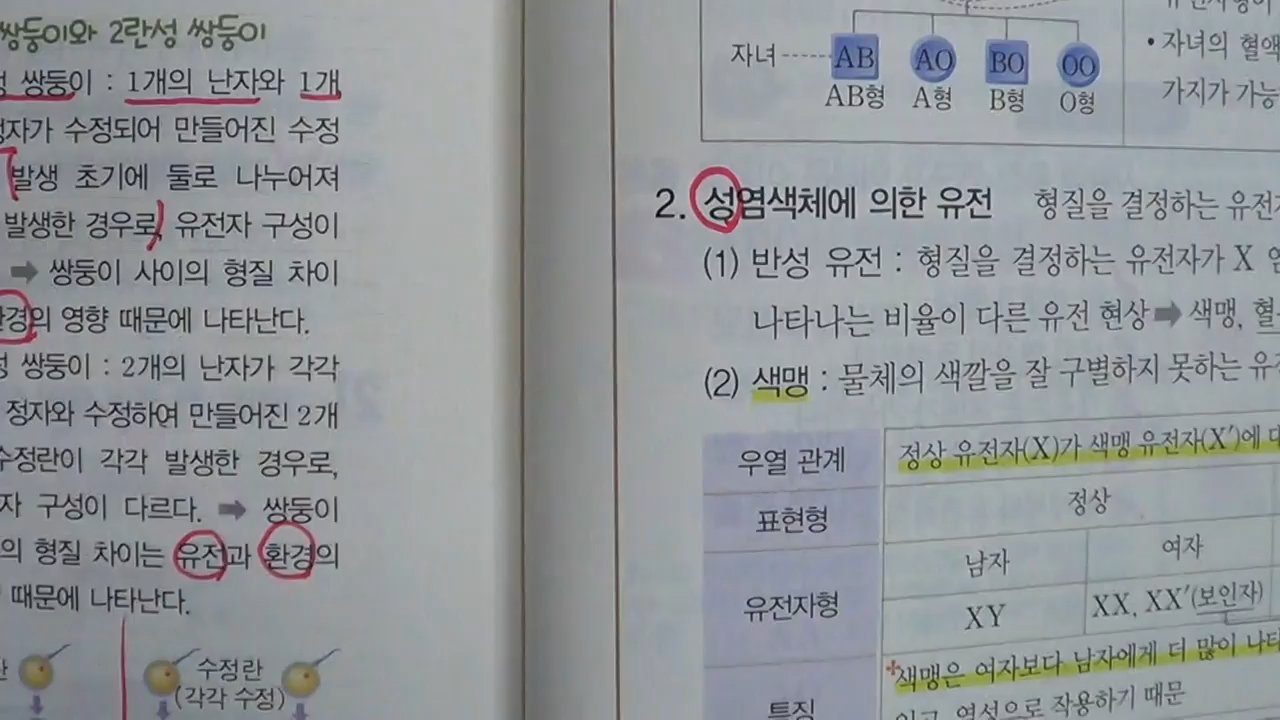 쌍둥이와 2란성 쌍둥이
쌍둥이 : 1개의 난자와 1개
정자가 수정되어 만들어진 수정
발생 초기에 둘로 나누어져
발생한 경우로, 유전자 구성이
➡ 쌍둥이 사이의 형질 차이
환경의 영향 때문에 나타난다.
쌍둥이 : 2개의 난자가 각각
정자와 수정하여 만들어진 2개
수정란이 각각 발생한 경우로,
자 구성이 다르다. ➡ 쌍둥이
의 형질 차이는 유전과 환경의
때문에 나타난다.
수정란
(각각 수정)
자녀 AB AO BO OO
AB형 A형 B형 O형
• 자녀의 혈액
가지가 가능
2. 성염색체에 의한 유전 형질을 결정하는 유전자
(1) 반성 유전 : 형질을 결정하는 유전자가 X
나타나는 비율이 다른 유전 현상 ➡ 색맹, 혈
(2) 색맹 : 물체의 색깔을 잘 구별하지 못하는 유
우열 관계 정상 유전자(X)가 색맹 유전자(X′)에 대
표현형 정상
유전자형 남자 여자
XY XX, XX′(보인자)
특징 *색맹은 여자보다 남자에게 더 많이 나타
있고, 열성으로 작용하기 때문